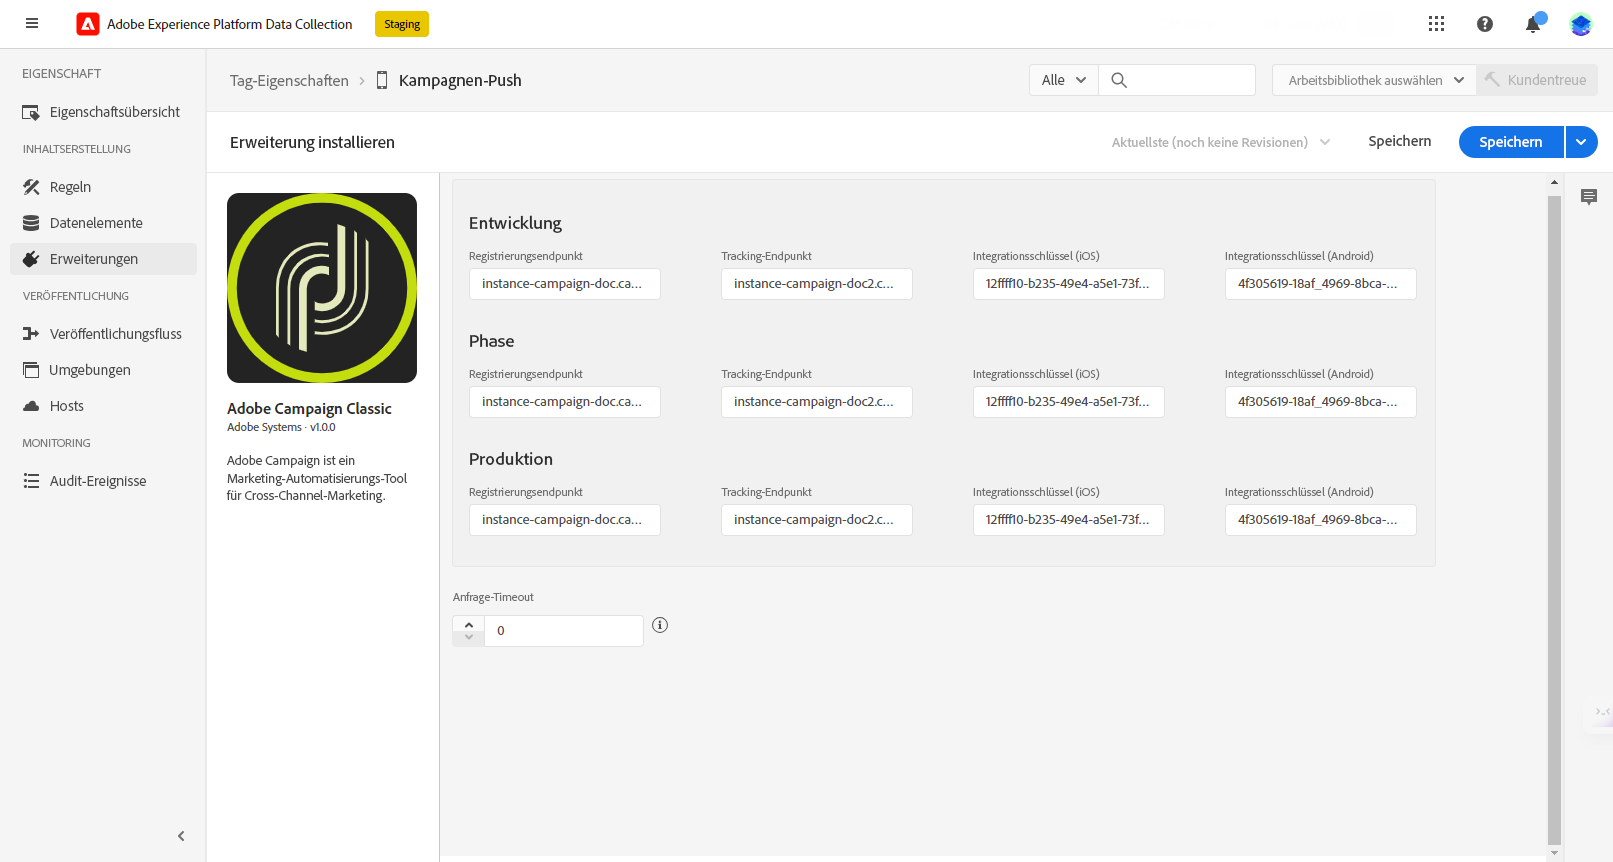 Adobe Experience Platform Data Collection
Staging
EIGENSCHAFT
Eigenschaftsübersicht
INHALTSERSTELLUNG
Regeln
Datenelemente
Erweiterungen
VERÖFFENTLICHUNG
Veröffentlichungsfluss
Umgebungen
Hosts
MONITORING
Audit-Ereignisse
Tag-Eigenschaften
Kampagnen-Push
Alle
Arbeitsbibliothek auswählen
Kundentreue
Erweiterung installieren
Aktuellste (noch keine Revisionen)
Speichern
Speichern
Adobe Campaign Classic
Adobe Systems · v1.0.0
Adobe Campaign ist ein
Marketing-Automatisierungs-Tool
für Cross-Channel-Marketing.
Entwicklung
Registrierungsendpunkt
Tracking-Endpunkt
Integrationsschlüssel (iOS)
Integrationsschlüssel (Android)
instance-campaign-doc.ca...
instance-campaign-doc2.c...
12ffff10-b235-49e4-a5e1-73f...
4f305619-18af_4969-8bca-...
Phase
Registrierungsendpunkt
Tracking-Endpunkt
Integrationsschlüssel (iOS)
Integrationsschlüssel (Android)
instance-campaign-doc.ca...
instance-campaign-doc2.c...
12ffff10-b235-49e4-a5e1-73f...
4f305619-18af_4969-8bca-...
Produktion
Registrierungsendpunkt
Tracking-Endpunkt
Integrationsschlüssel (iOS)
Integrationsschlüssel (Android)
instance-campaign-doc.ca...
instance-campaign-doc2.c...
12ffff10-b235-49e4-a5e1-73f...
4f305619-18af_4969-8bca-...
Anfrage-Timeout
0